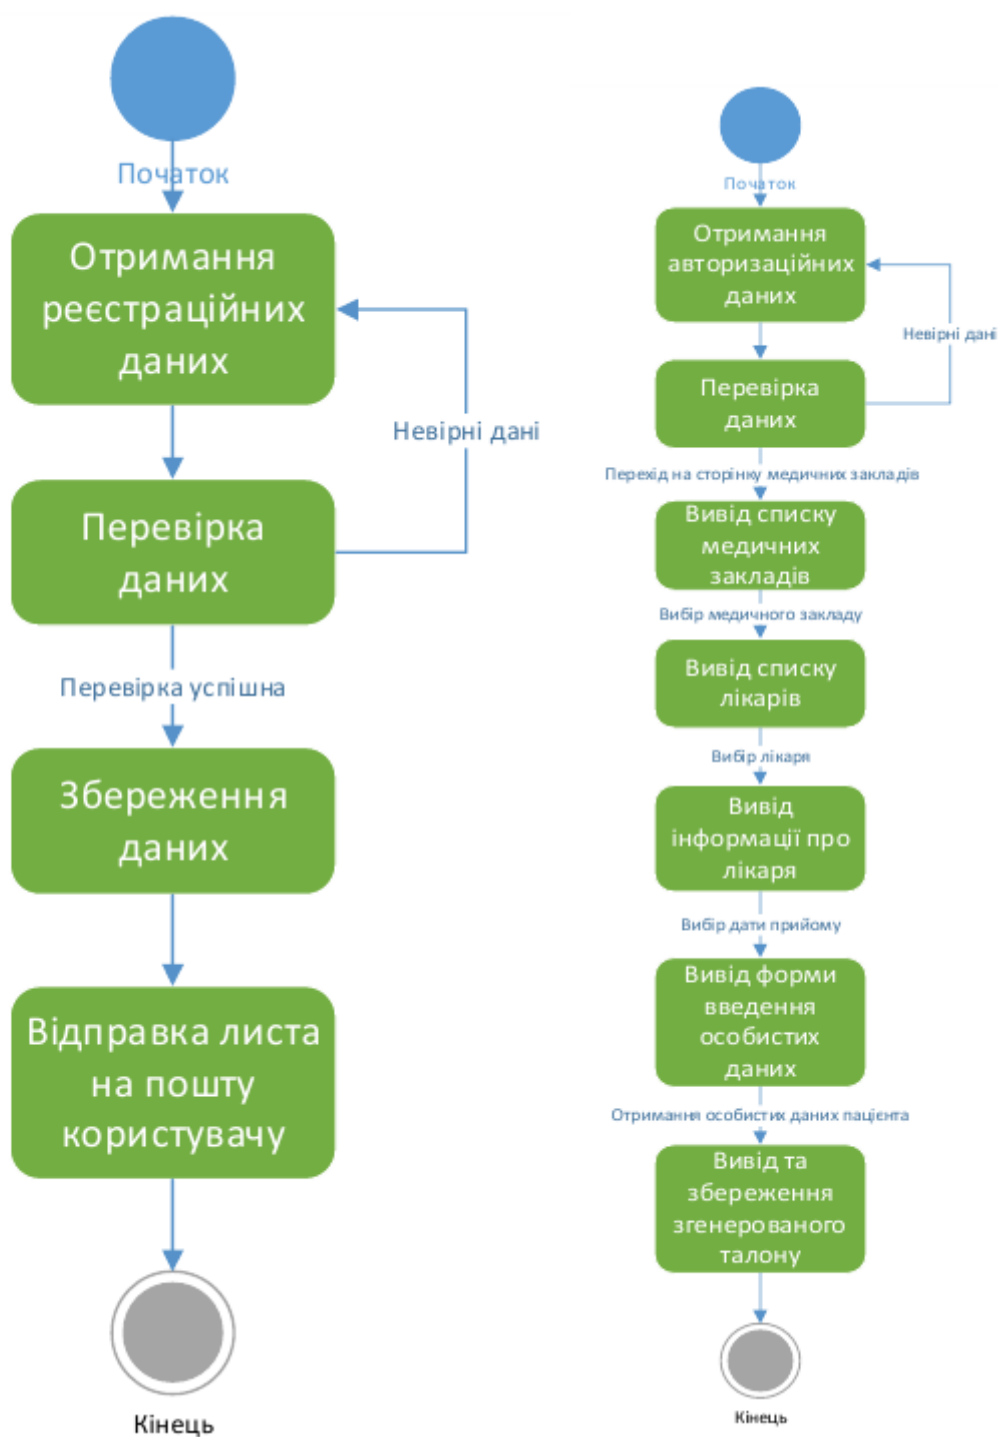 Початок
Отримання
реєстраційних
даних
Невірні дані
Перевірка
даних
Перевірка успішна
Збереження
даних
Відправка листа
на пошту
користувачу
Кінець
Початок
Отримання
авторизаційних
даних
Невірні дані
Перевірка
даних
Перехід на сторінку медичних закладів
Вивід списку
медичних
закладів
Вибір медичного закладу
Вивід списку
лікарів
Вибір лікаря
Вивід
інформації про
лікаря
Вибір дати прийому
Вивід форми
введення
особистих
даних
Отримання особистих даних пацієнта
Вивід та
збереження
згенерованого
талону
Кінець